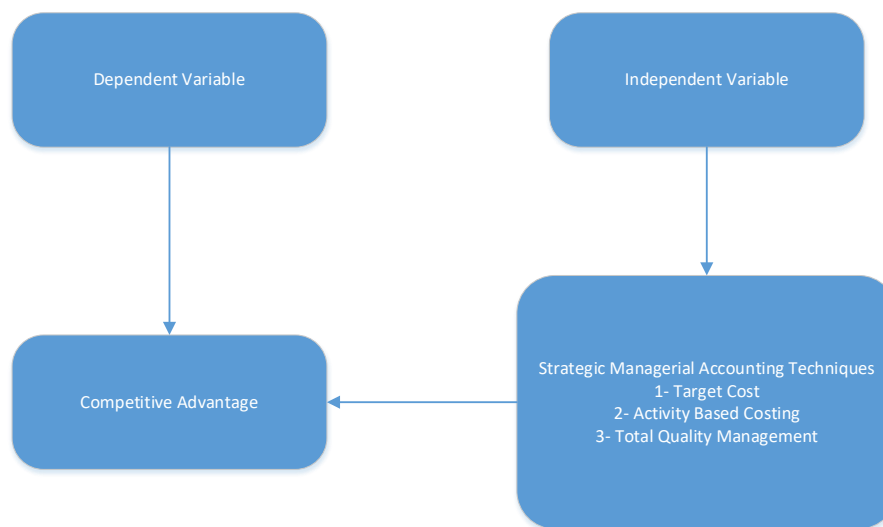 Dependent Variable
Independent Variable
Competitive Advantage
Strategic Managerial Accounting Techniques
1- Target Cost
2- Activity Based Costing
3- Total Quality Management